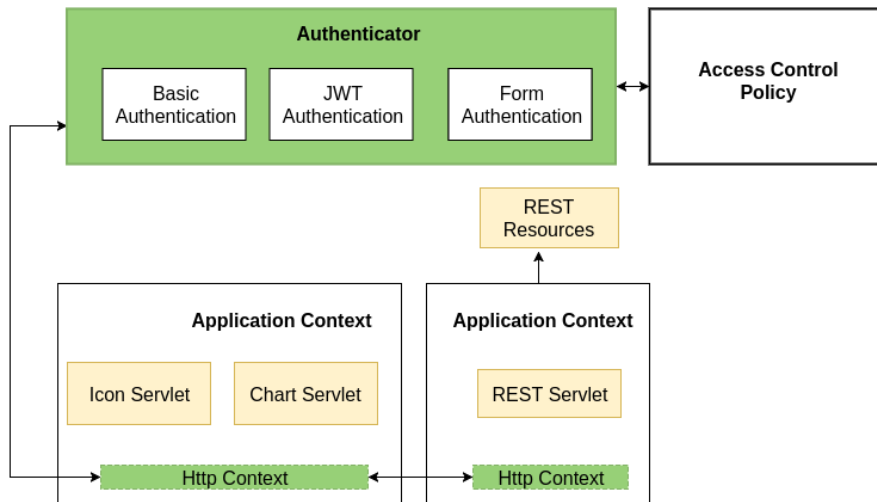 Authenticator
Basic
Authentication
JWT
Authentication
Form
Authentication
Access Control
Policy
REST
Resources
Application Context
Icon Servlet
Chart Servlet
Http Context
Application Context
REST Servlet
Http Context